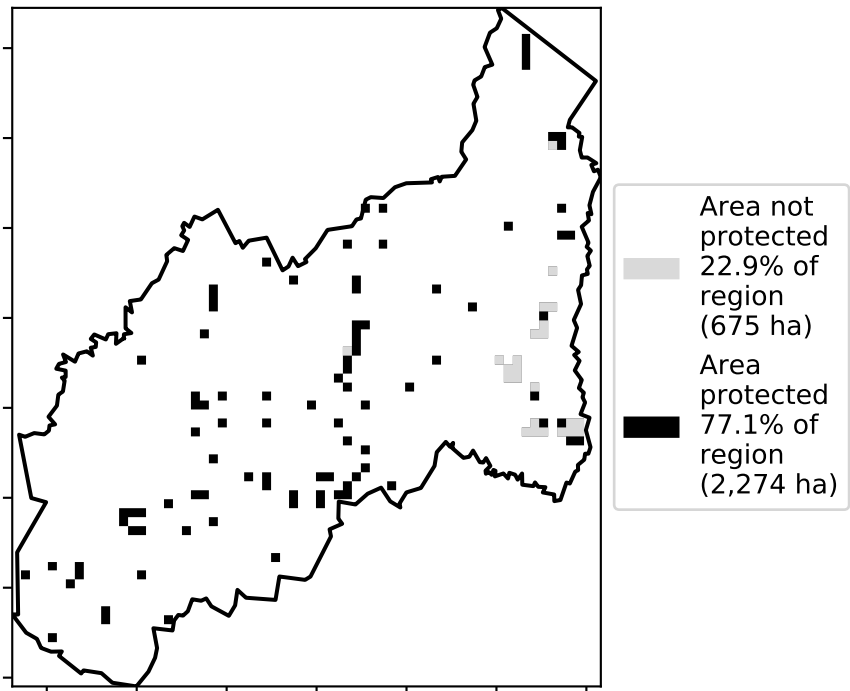 Area not
protected
22.9% of
region
(675 ha)
Area
protected
77.1% of
region
(2,274 ha)